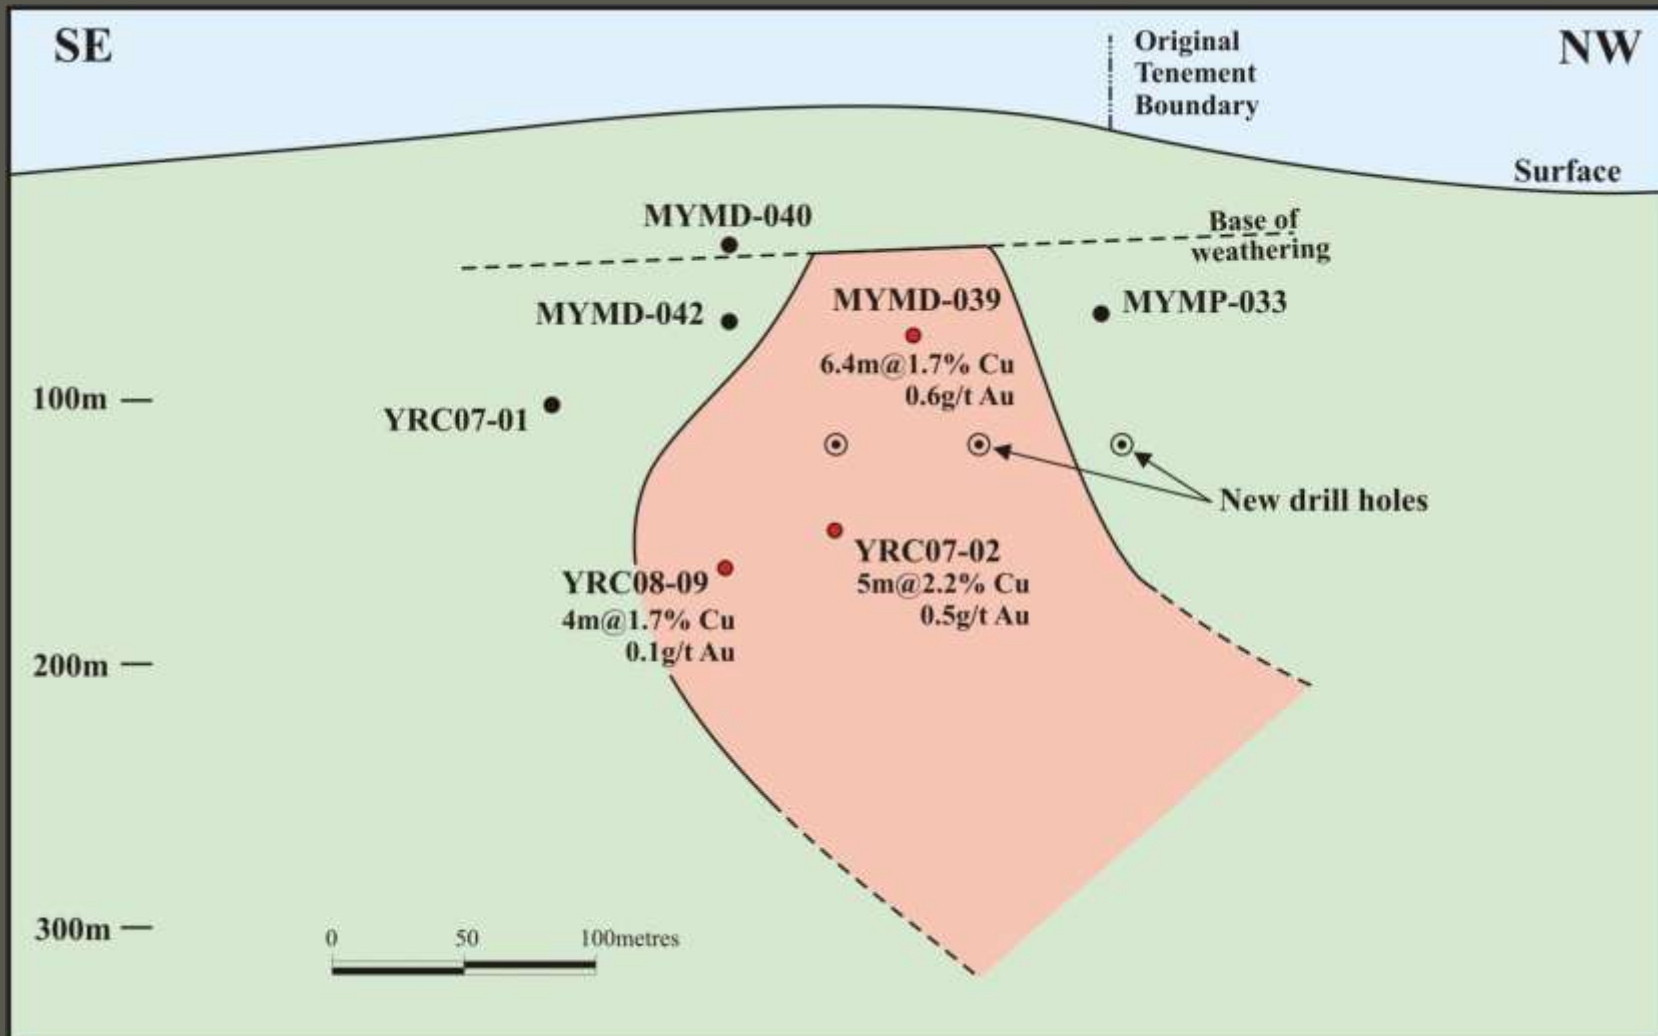 SE
NW
Original
Tenement
Boundary
Surface
MYMD-040
Base of
weathering
MYMD-042
MYMD-039
MYMP-033
6.4m@1.7% Cu
0.6g/t Au
100m
YRC07-01
New drill holes
YRC07-02
5m@2.2% Cu
0.5g/t Au
YRC08-09
4m@1.7% Cu
0.1g/t Au
200m
300m
0 50 100metres